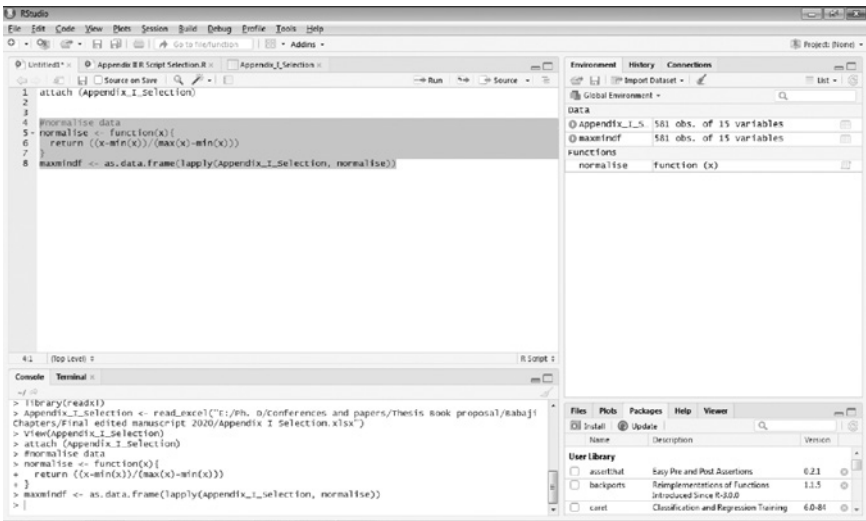 RStudio
File Edit Code View Plots Session Build Debug Profile Tools Help
Go to file/function Addins
Project: (None)
Untitled1* Appendix II R Script Selection.R Appendix_I_Selection
Source on Save Run Source
1 attach (Appendix_I_Selection)
2
3
4 #normalise data
5 normalise <- function(x){
6 return ((x-min(x))/(max(x)-min(x)))
7 }
8 maxmindf <- as.data.frame(lapply(Appendix_I_Selection, normalise))
4:1 (Top Level) R Script
Console Terminal
> library(readxl)
> Appendix_I_Selection <- read_excel("E:/Ph. D/Conferences and papers/Thesis Book proposal/Babaji
Chapters/Final edited manuscript 2020/Appendix I Selection.xlsx")
> View(Appendix_I_Selection)
> attach (Appendix_I_Selection)
> #normalise data
> normalise <- function(x){
+ return ((x-min(x))/(max(x)-min(x)))
+ }
> maxmindf <- as.data.frame(lapply(Appendix_I_Selection, normalise))
>
Environment History Connections
Import Dataset List
Global Environment
Data
Appendix_I_S… 581 obs. of 15 variables
maxmindf 581 obs. of 15 variables
Functions
normalise function (x)
Files Plots Packages Help Viewer
Install Update
Name Description Version
User Library
assertthat Easy Pre and Post Assertions 0.2.1
backports Reimplementations of Functions Introduced Since R-3.0.0 1.1.5
caret Classification and Regression Training 6.0-84